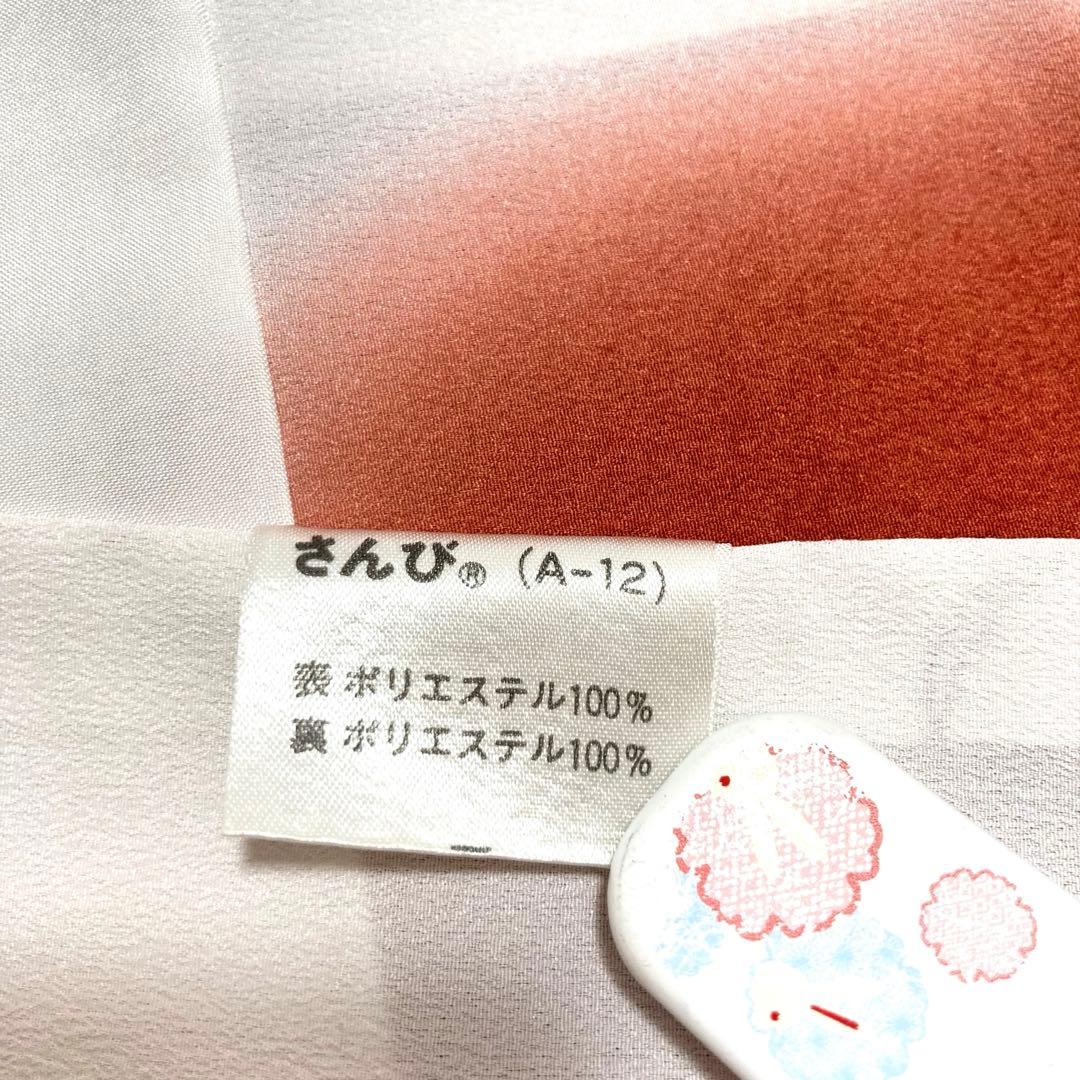 さんび® (A-12)
表 ポリエステル100%
裏 ポリエステル100%